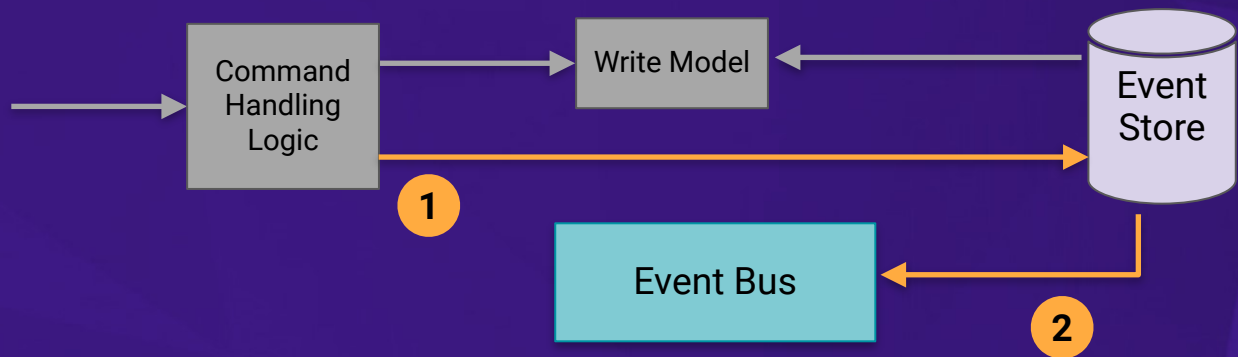 Command
Handling
Logic
Write Model
Event
Store
1
Event Bus
2